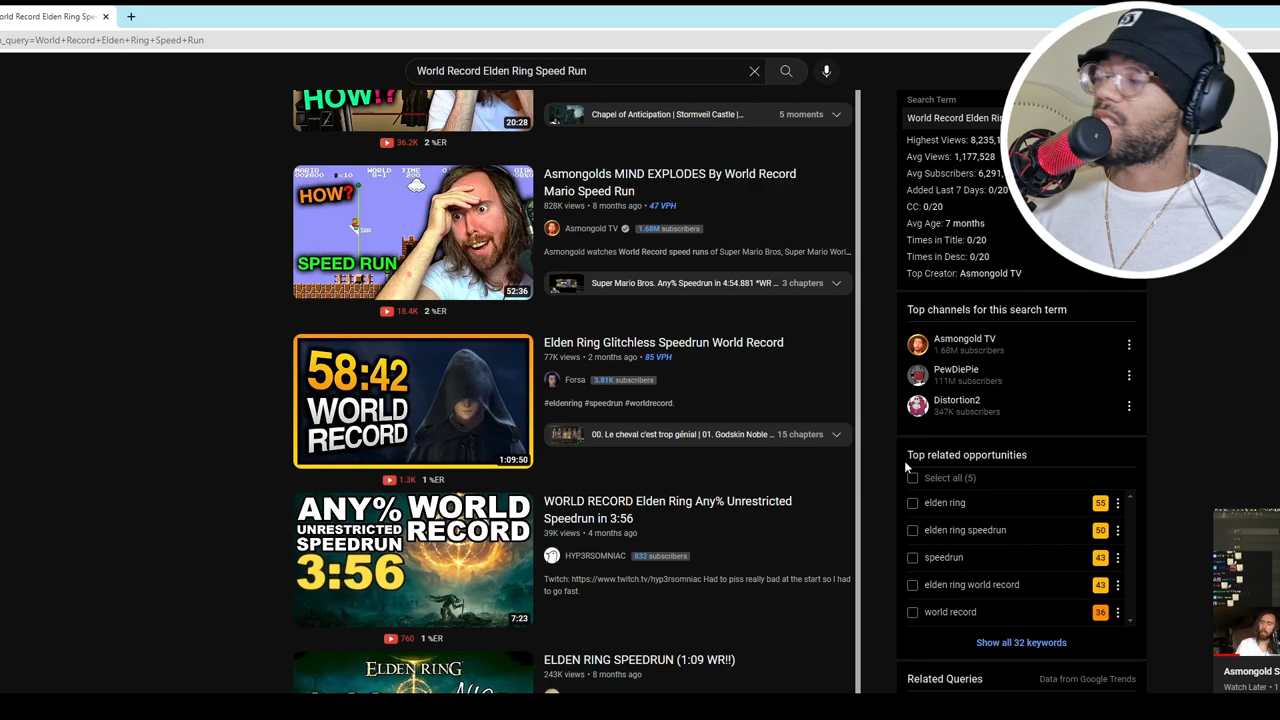 orld Record Elden Ring Spe
_query=World+Record+Elden+Ring+Speed+Run
World Record Elden Ring Speed Run
HOW!?
20:28
36.2K 2 %ER
Chapel of Anticipation | Stormveil Castle |...
5 moments
MARIO WORLD TIME
HOW?
SPEED RUN
52:36
18.4K 2 %ER
Asmongolds MIND EXPLODES By World Record
Mario Speed Run
828K views • 8 months ago • 47 VPH
Asmongold TV 1.68M subscribers
Asmongold watches World Record speed runs of Super Mario Bros, Super Mario Worl...
Super Mario Bros. Any% Speedrun in 4:54.881 *WR ...
3 chapters
58:42
WORLD
RECORD
1:09:50
1.3K 1 %ER
Elden Ring Glitchless Speedrun World Record
77K views • 2 months ago • 85 VPH
Forsa 3.81K subscribers
#eldenring #speedrun #worldrecord.
00. Le cheval c'est trop génial | 01. Godskin Noble ...
15 chapters
ANY% WORLD
UNRESTRICTED RECORD
SPEEDRUN
3:56
7:23
760 1 %ER
WORLD RECORD Elden Ring Any% Unrestricted
Speedrun in 3:56
39K views • 4 months ago
HYP3RSOMNIAC 832 subscribers
Twitch: https://www.twitch.tv/hyp3rsomniac Had to piss really bad at the start so I had
to go fast.
ELDEN RING
ELDEN RING SPEEDRUN (1:09 WR!!)
243K views • 8 months ago
Search Term
World Record Elden Rin
Highest Views: 8,235,1
Avg Views: 1,177,528
Avg Subscribers: 6,291,
Added Last 7 Days: 0/20
CC: 0/20
Avg Age: 7 months
Times in Title: 0/20
Times in Desc: 0/20
Top Creator: Asmongold TV
Top channels for this search term
Asmongold TV
1.68M subscribers
PewDiePie
111M subscribers
Distortion2
347K subscribers
Top related opportunities
Select all (5)
elden ring 55
elden ring speedrun 50
speedrun 43
elden ring world record 43
world record 36
Show all 32 keywords
Related Queries Data from Google Trends
Asmongold S
Watch Later • 1